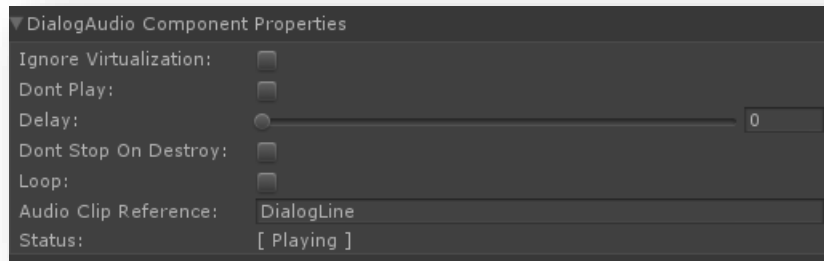 DialogAudio Component Properties
Ignore Virtualization:
Dont Play:
Delay: 0
Dont Stop On Destroy:
Loop:
Audio Clip Reference: DialogLine
Status: [ Playing ]